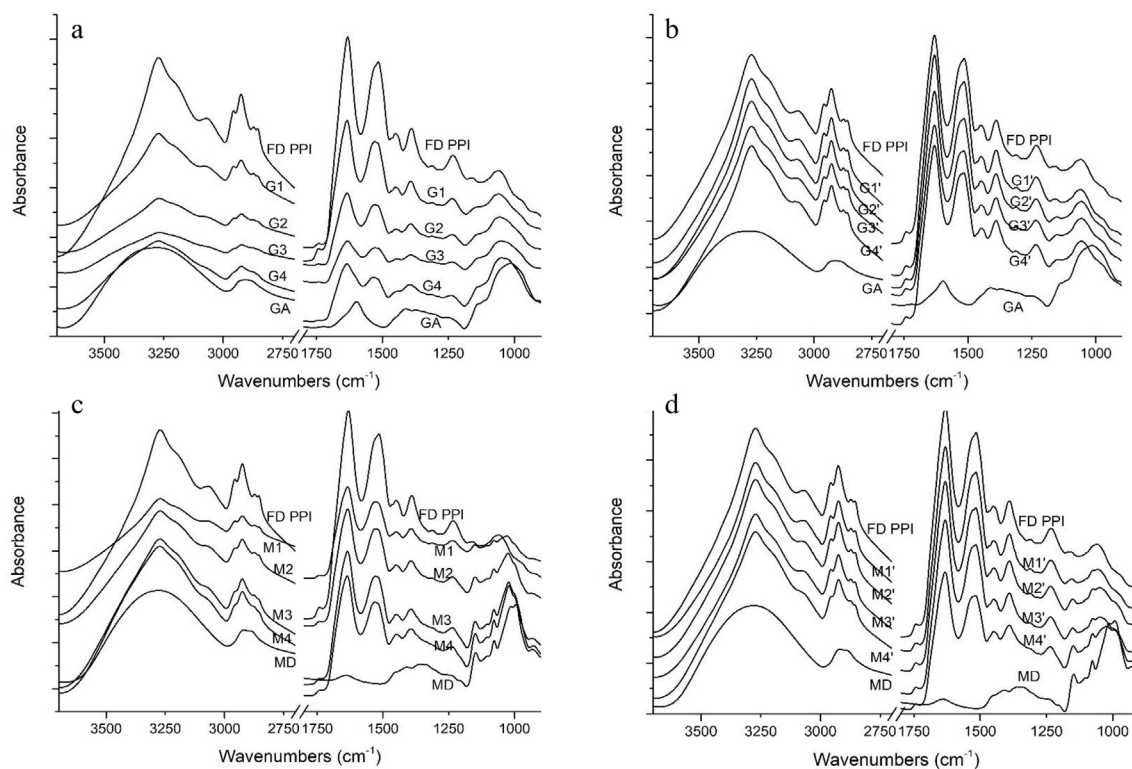 a
Absorbance
FD PPI
G1
G2
G3
G4
GA
FD PPI
G1
G2
G3
G4
GA
3500 3250 3000 2750 1750 1500 1250 1000
Wavenumbers (cm⁻¹)
b
Absorbance
FD PPI
G1'
G2'
G3'
G4'
GA
FD PPI
G1'
G2'
G3'
G4'
GA
3500 3250 3000 2750 1750 1500 1250 1000
Wavenumbers (cm⁻¹)
c
Absorbance
FD PPI
M1
M2
M3
M4
MD
FD PPI
M1
M2
M3
M4
MD
3500 3250 3000 2750 1750 1500 1250 1000
Wavenumbers (cm⁻¹)
d
Absorbance
FD PPI
M1'
M2'
M3'
M4'
MD
FD PPI
M1'
M2'
M3'
M4'
MD
3500 3250 3000 2750 1750 1500 1250 1000
Wavenumbers (cm⁻¹)